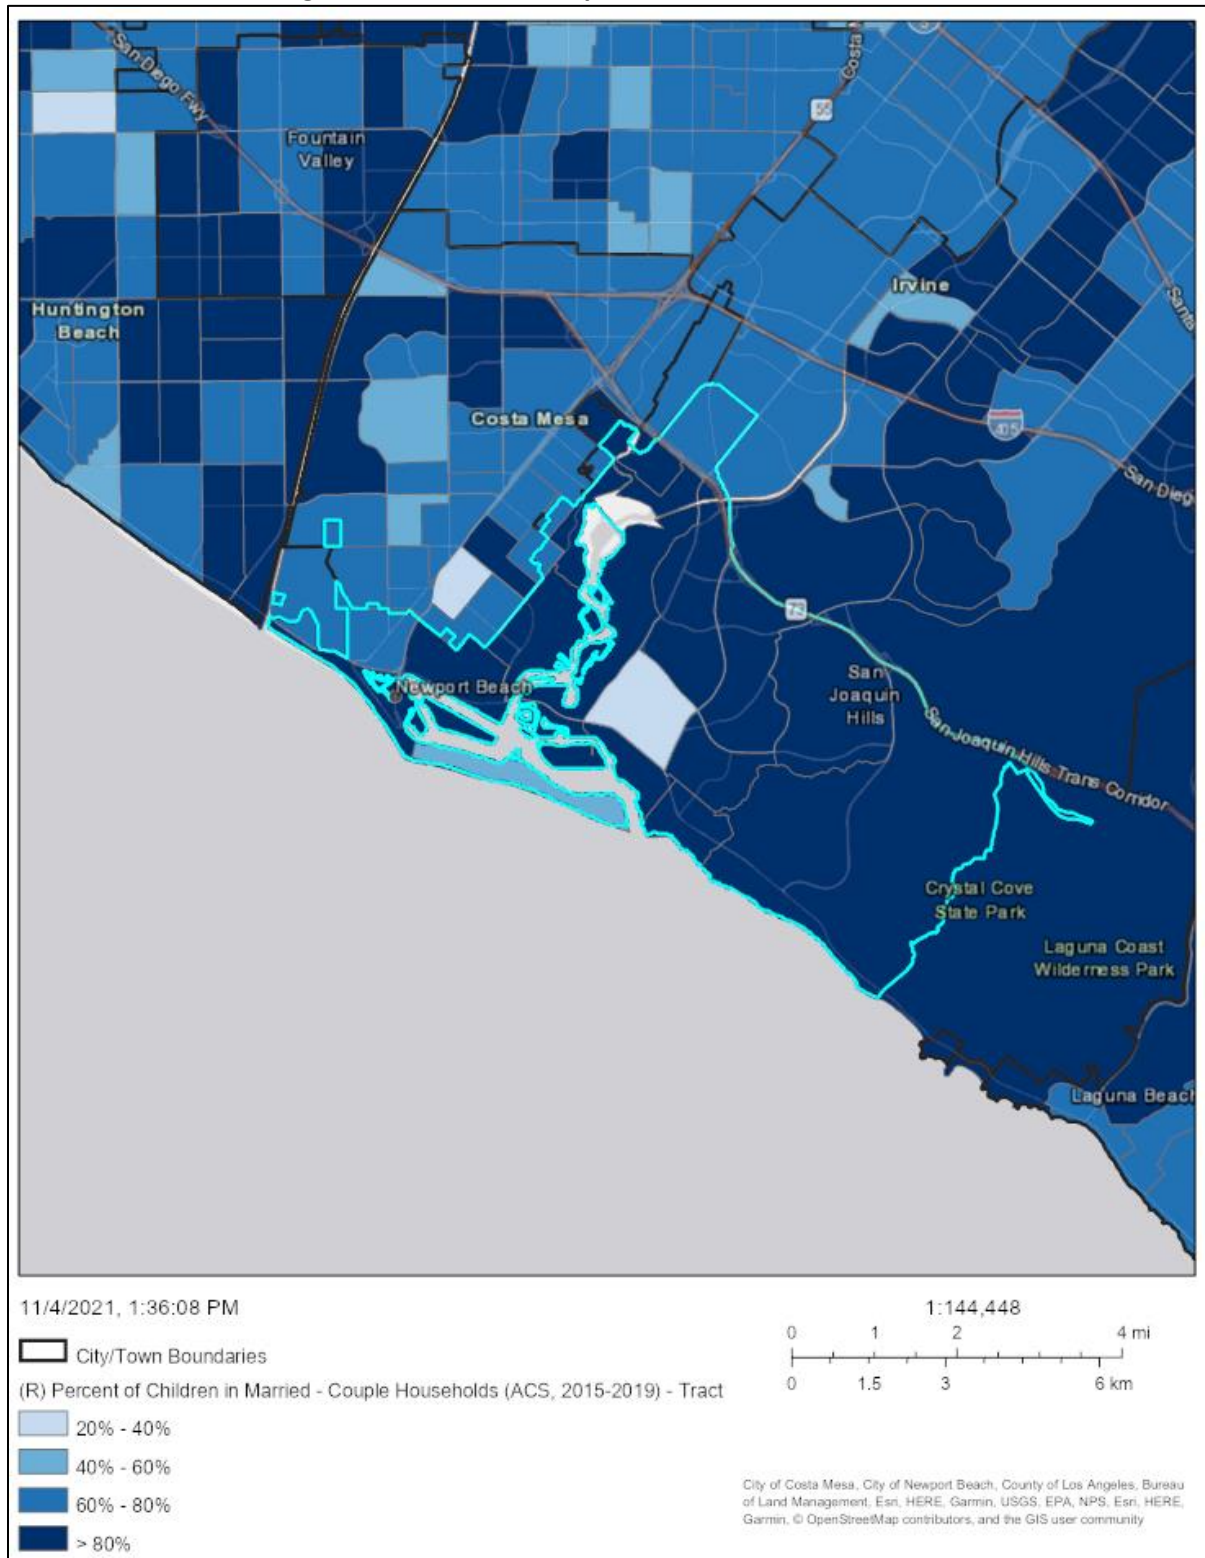 San Diego Fwy
Costa M
55
Fountain
Valley
Irvine
Santa
Huntington
Beach
Costa Mesa
405
San Diego
73
San
Joaquin
Hills
Newport Beach
San Joaquin Hills Trans Corridor
Crystal Cove
State Park
Laguna Coast
Wilderness Park
Laguna Beach
11/4/2021, 1:36:08 PM
1:144,448
0 1 2 4 mi
0 1.5 3 6 km
City/Town Boundaries
(R) Percent of Children in Married - Couple Households (ACS, 2015-2019) - Tract
20% - 40%
40% - 60%
60% - 80%
> 80%
City of Costa Mesa, City of Newport Beach, County of Los Angeles, Bureau
of Land Management, Esri, HERE, Garmin, USGS, EPA, NPS, Esri, HERE,
Garmin, © OpenStreetMap contributors, and the GIS user community